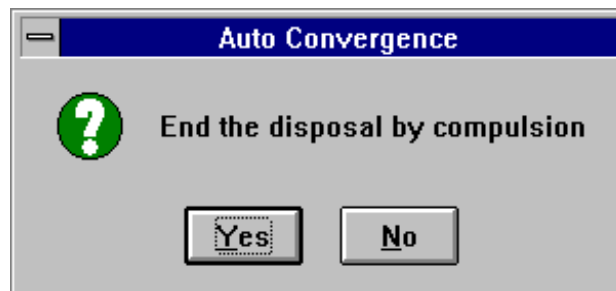 Auto Convergence
End the disposal by compulsion
Yes
No